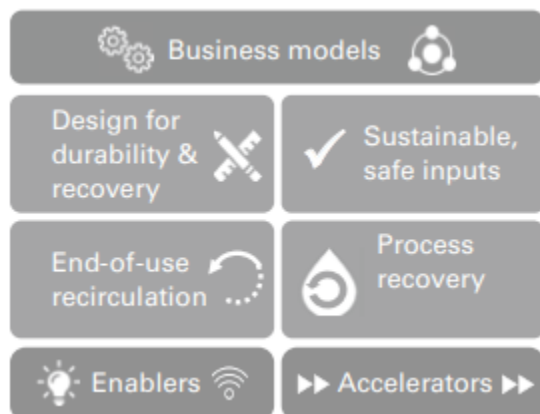 Business models
Design for
durability &
recovery
Sustainable,
safe inputs
End-of-use
recirculation
Process
recovery
Enablers
Accelerators